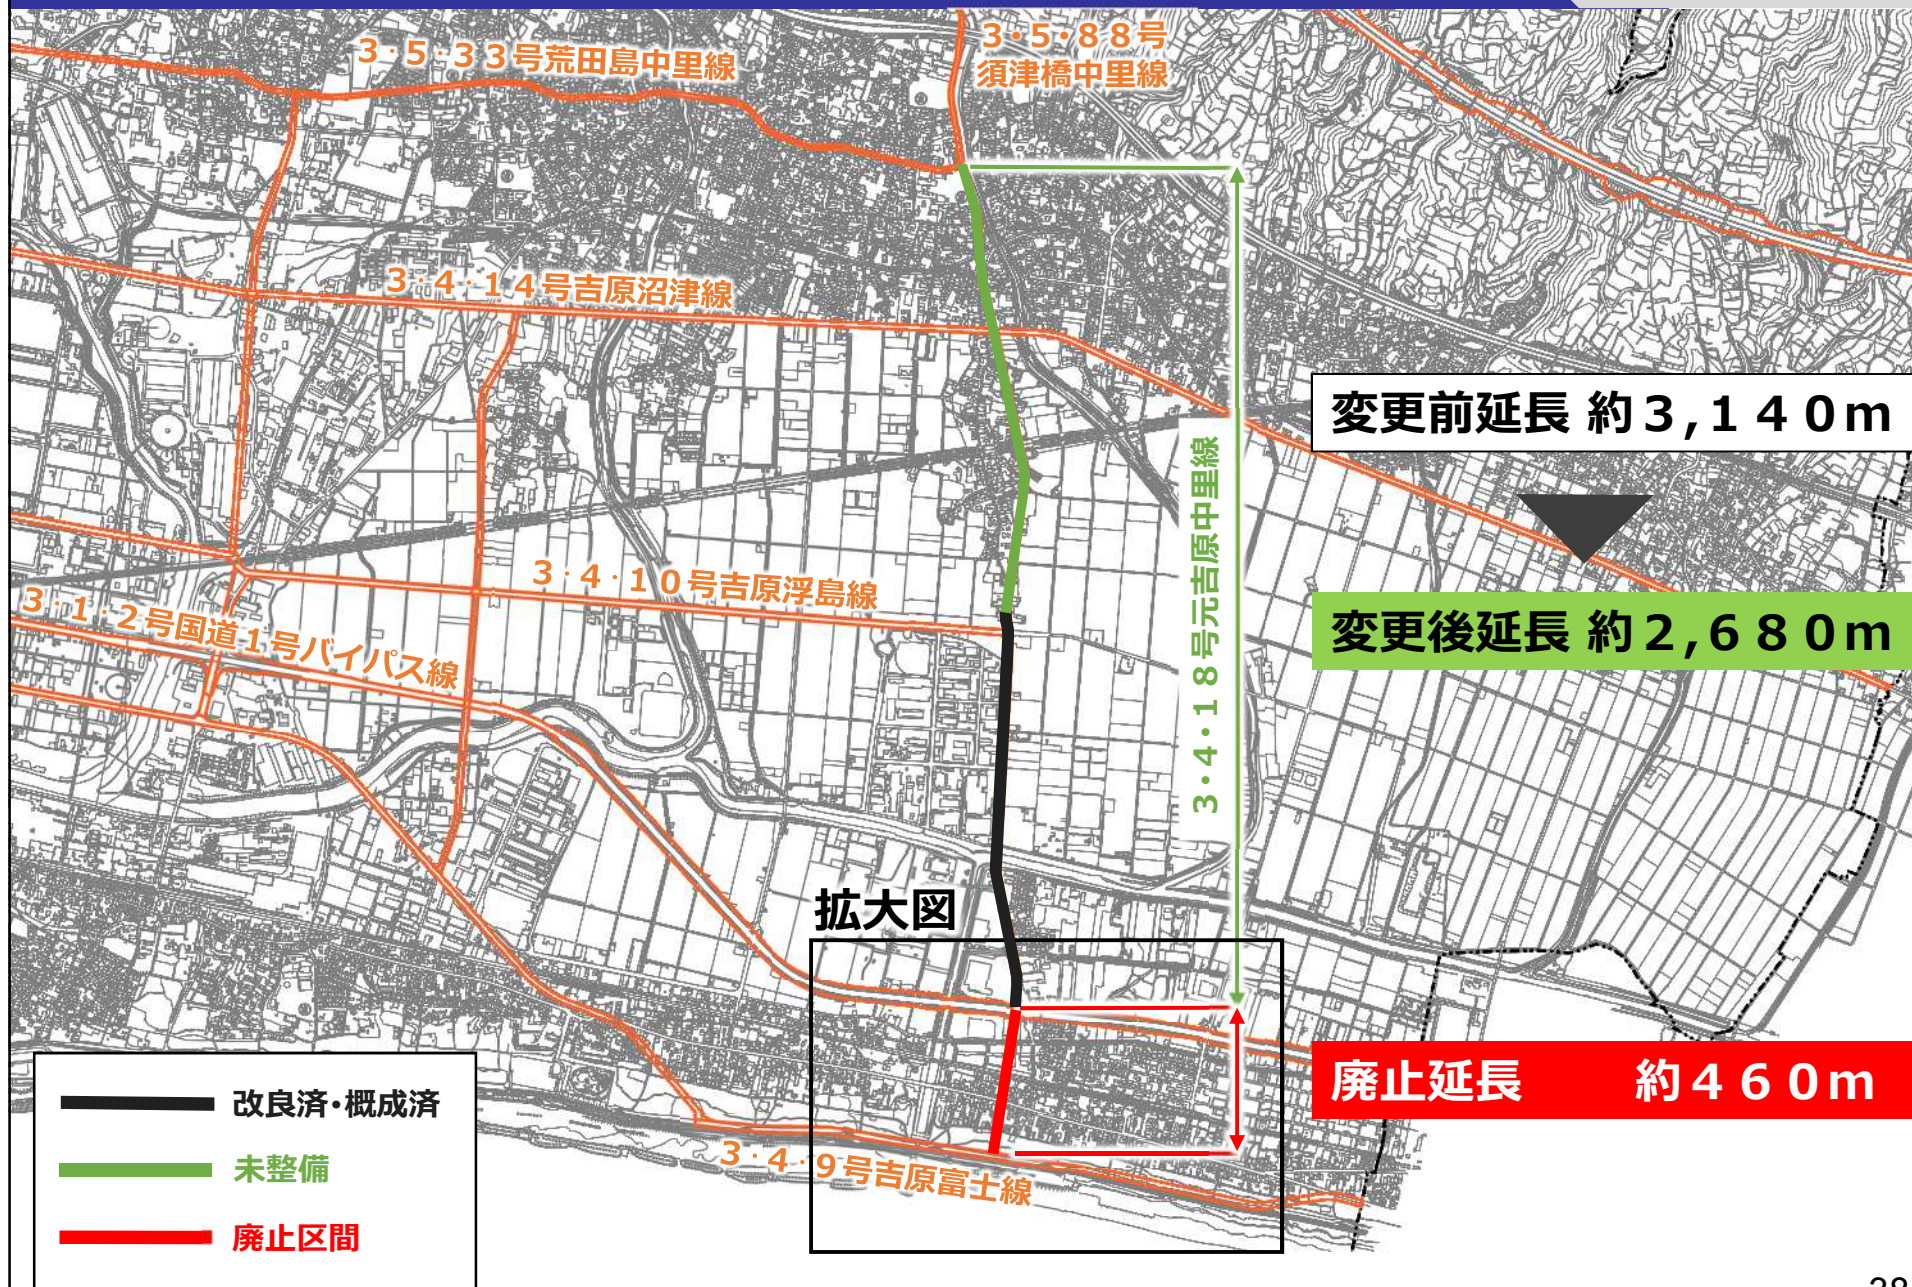 3・5・33号荒田島中里線
3・5・88号
須津橋中里線
3・4・14号吉原沼津線
変更前延長 約3,140m
3・4・18号元吉原中里線
3・4・10号吉原浮島線
3・1・2号国道1号バイパス線
変更後延長 約2,680m
拡大図
廃止延長 約460m
改良済・概成済
未整備
廃止区間
3・4・9号吉原富士線